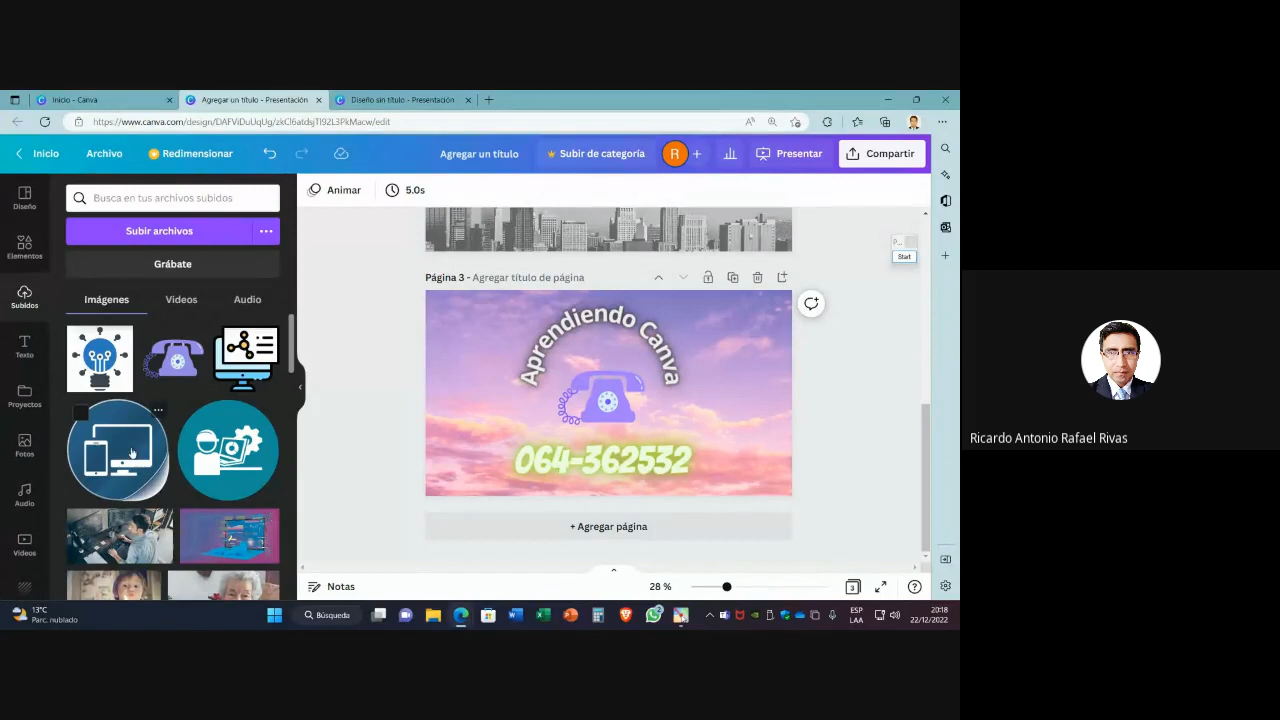 Inicio - Canva
Agregar un título - Presentación
Diseño sin título - Presentación
https://www.canva.com/design/DAFViDuUqUg/zkCl6atdsjTI92L3PkMacw/edit
Inicio
Archivo
Redimensionar
Agregar un título
Subir de categoría
R
Presentar
Compartir
Diseño
Elementos
Subidos
Texto
Proyectos
Fotos
Audio
Videos
Busca en tus archivos subidos
Subir archivos
Grábate
Imágenes
Videos
Audio
Animar
5.0s
P...
Start
Página 3 - Agregar título de página
Aprendiendo Canva
064-362532
+ Agregar página
Notas
28 %
3
13°C
Parc. nublado
Búsqueda
ESP
LAA
20:18
22/12/2022
Ricardo Antonio Rafael Rivas